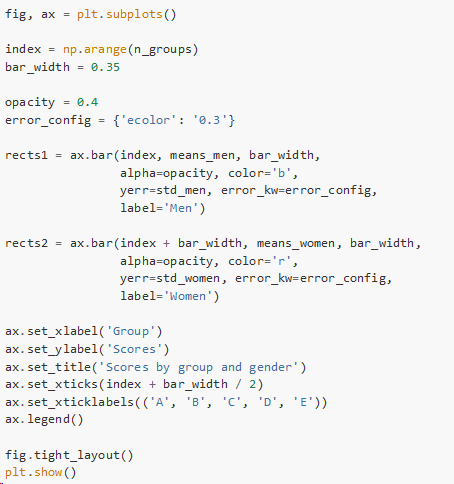 fig, ax = plt.subplots()

index = np.arange(n_groups)
bar_width = 0.35

opacity = 0.4
error_config = {'ecolor': '0.3'}

rects1 = ax.bar(index, means_men, bar_width,
                alpha=opacity, color='b',
                yerr=std_men, error_kw=error_config,
                label='Men')

rects2 = ax.bar(index + bar_width, means_women, bar_width,
                alpha=opacity, color='r',
                yerr=std_women, error_kw=error_config,
                label='Women')

ax.set_xlabel('Group')
ax.set_ylabel('Scores')
ax.set_title('Scores by group and gender')
ax.set_xticks(index + bar_width / 2)
ax.set_xticklabels(('A', 'B', 'C', 'D', 'E'))
ax.legend()

fig.tight_layout()
plt.show()